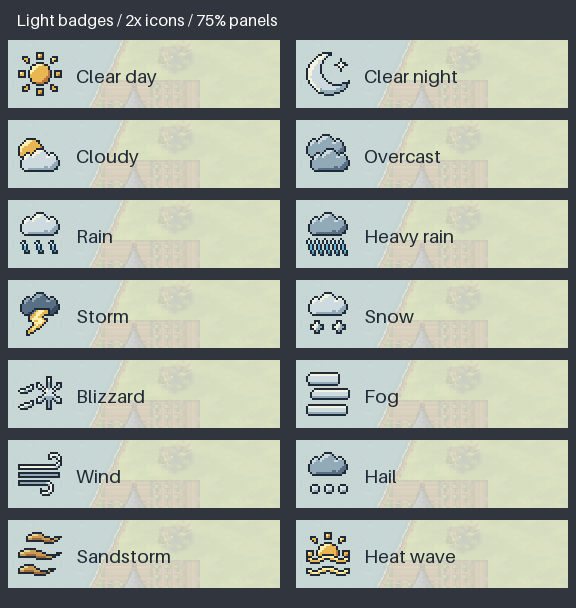 Light badges / 2x icons / 75% panels
Clear day
Clear night
Cloudy
Overcast
Rain
Heavy rain
Storm
Snow
Blizzard
Fog
Wind
Hail
Sandstorm
Heat wave